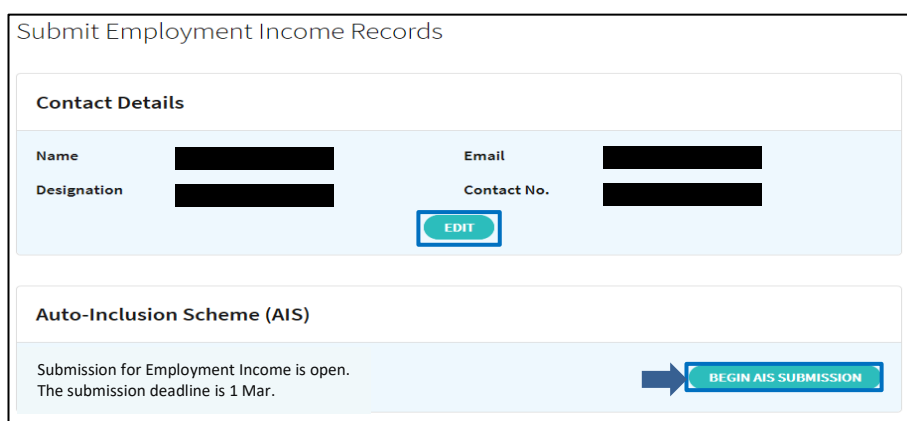 Submit Employment Income Records
Contact Details
Name
Email
Designation
Contact No.
EDIT
Auto-Inclusion Scheme (AIS)
Submission for Employment Income is open.
The submission deadline is 1 Mar.
BEGIN AIS SUBMISSION